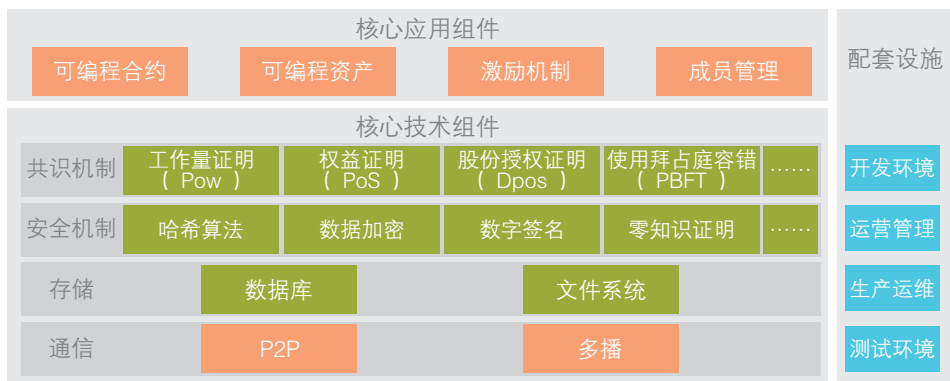 核心应用组件
可编程合约 可编程资产 激励机制 成员管理
核心技术组件
共识机制
工作量证明
（ Pow ）
权益证明
（ PoS ）
股份授权证明
（ Dpos ）
使用拜占庭容错
（ PBFT ）
……
安全机制 哈希算法 数据加密 数字签名 零知识证明 ……
存储 数据库 文件系统
通信 P2P 多播
配套设施
开发环境
运营管理
生产运维
测试环境